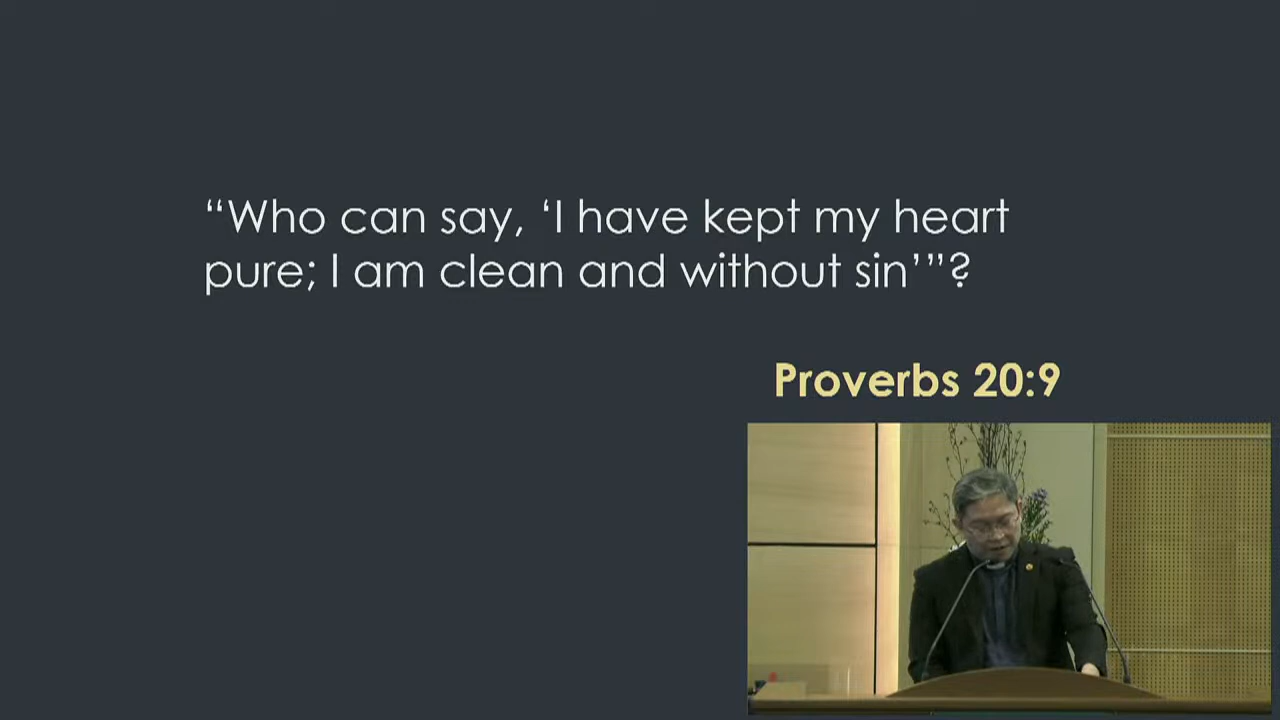 “Who can say, ‘I have kept my heart
pure; I am clean and without sin’”?
Proverbs 20:9